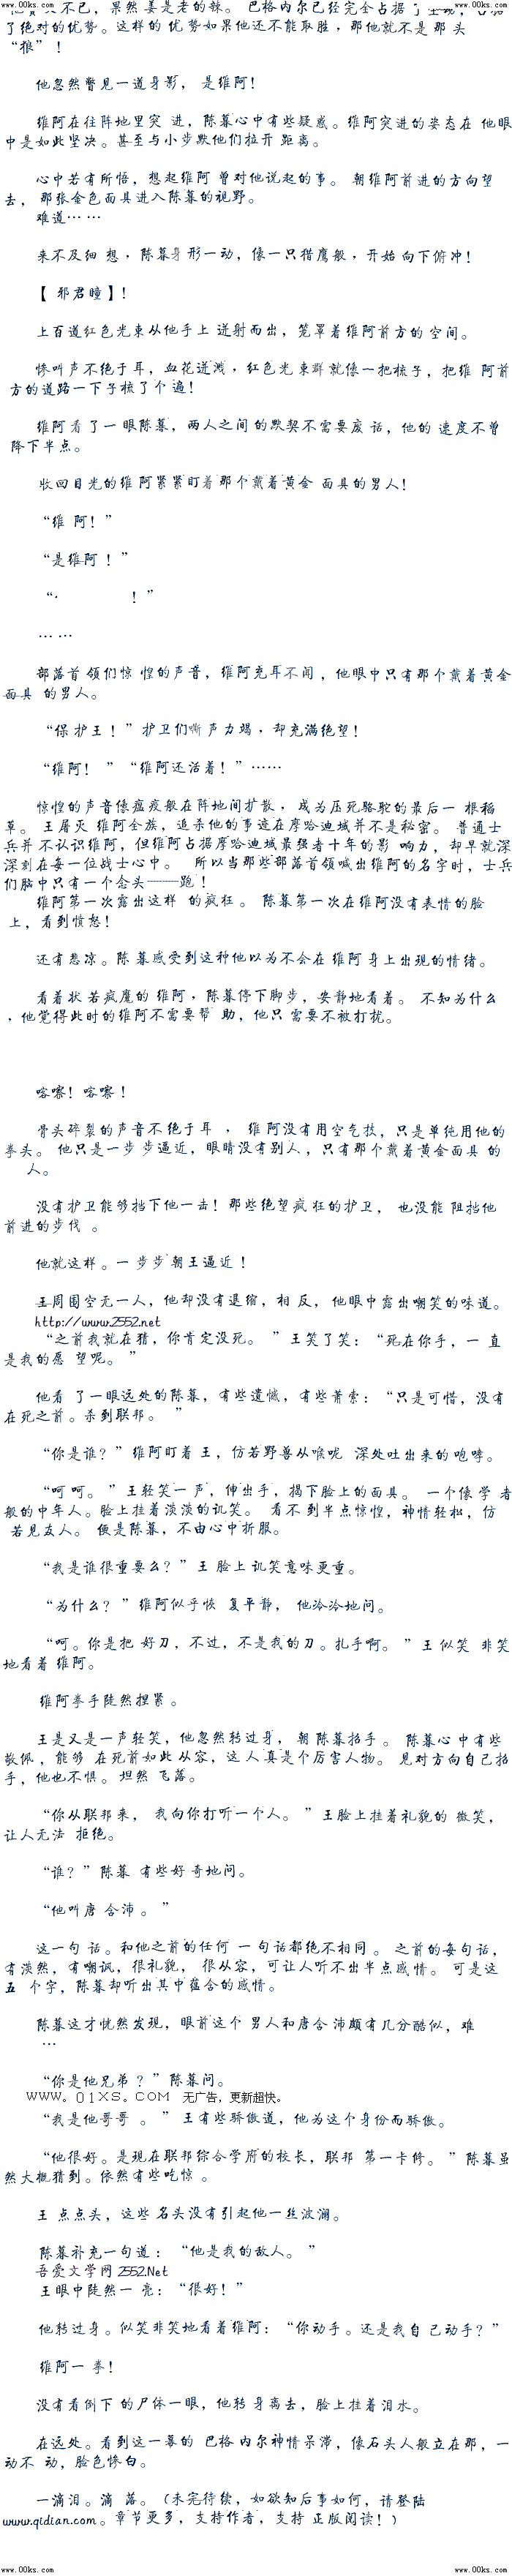 www.00ks.com www.00ks.com
了绝对的优势。这样的 优势如果他还不能取胜，那他就不是 那 头
“狼”！
他忽然瞥见一道身影， 是维阿！
维阿在往阵地里突 进，陈暮心中有些疑惑。维阿突进的姿态在 他眼
中是如此坚决。甚至与小步默他们拉开 距离。
心中若有所悟，想起维阿 曾对他说起的事。 朝维阿前进的方向望
去， 那张金色面具进入陈暮的视野。
难道……
来不及细 想，陈暮身 形一动，像一只猎鹰般，开始 向下俯冲！
【 邪君瞳】！
上百道红色光束从他手上 迸射而出，笼罩着维阿前方的 空间。
惨叫声不绝于耳，血花迸溅，红色光束群就像一把梳子，把维 阿前
方的道路一下子梳了个 遍！
维阿看 了一 眼陈暮，两人之间 的默契不需要废 话，他的 速度不曾
降下半点。
收回目光的维 阿紧紧盯着那个戴着黄金 面具的男人！
“维 阿！”
“是维阿！”
“ ！”
……
部落首 领们惊 惶的声音，维阿充耳不闻，他眼中只有那个戴着黄金
面具 的男人。
“保 护王！”护卫们嘶 声力竭，却充满绝望！
“维阿！ ”“维阿还活着！”……
惊惶的声音像瘟疫般在阵地间扩散，成为压死骆驼的最后一 根稻
草。 王屠灭 维阿全族，追杀他的事迹在摩哈迪域并不是秘密。 普通士
兵并 不认识维阿，但维阿占据摩哈迪域最强者十年的影 响力，却早就深
深刻在每一位战士心中。 所以当那些部落首领喊出维阿的名字时，士兵
们脑中只有一个念头——跑！
维阿第一次露出这样 的疯狂。 陈暮第一次在维阿没有表情的脸
上，看到愤怒！
还有悲凉。陈 暮感受到这种他以为不会在 维阿 身上出现的情绪。
看着状 若疯魔的 维阿，陈暮停下脚步，安静地看着。 不知为什么
，他觉得此时的维阿不需要帮 助，他只 需要不被打扰。
喀嚓！喀嚓！
骨头碎裂的声音不绝于耳 ， 维阿没有用空气技，只是单纯用他的
拳头。 他只是一步 步逼近，眼睛没有别人，只有那个戴着黄金面具 的
人。
没有护卫能够挡下他一击！那些绝望疯 狂的护卫， 也没能 阻挡他
前进的步伐 。
他就这样。一 步步 朝王逼近！
王周围空无一人，他却没有退缩，相 反，他眼中露 出嘲笑的味道。
http://www.2552.net
“之前我就在猜，你肯定没死。 ”王笑了笑：“死在你手，一 直
是我的愿 望呢。”
他看 了一眼远处的陈暮，有些遗憾，有些萧索：“只是可惜，没有
在死之前。杀到联邦。 ”
“你是谁？”维阿盯着 王，仿若野兽从喉咙 深处吐出来的咆哮。
“呵 呵。 ”王轻笑一 声，伸出手，揭下脸上的面具。 一个像 学 者
般的中年人。脸上挂着淡淡的讥笑。 看不 到半点惊惶，神情轻松，仿
若见友人。 便是陈暮，不由心中折服。
“我是谁很重要么？”王 脸上讥笑意味更重。
“为什么？”维阿似乎恢 复平静， 他冷冷地问。
“呵。你是把 好刀，不过，不是我的刀。扎手啊。 ”王 似笑 非笑
地看着 维阿。
维阿拳手陡然捏紧 。
王是又是一声轻笑，他忽然转过身， 朝 陈暮招手 。 陈暮心中有些
敬佩，能够 在死前如此 从容，这 人真是个厉害人物。 见对方向自己招
手，他也不惧。 坦然 飞落。
“你从联邦来， 我向你打听一个人。 ”王脸上挂着礼貌的 微笑，
让人无法 拒绝。
“谁？”陈暮 有些好 奇地问。
“他叫唐 含沛 。 ”
这一句 话。和他之前的任何 一 句话都绝不相同 。 之前的每句话，
有淡然，有嘲讽，很礼貌， 很从容，可让人听不出半点感情。 可是这
五 个字，陈暮却听出其中蕴含的感情。
陈暮这才恍然发现，眼前这个 男人和唐含 沛颇有几分酷似，难
…
“你是他兄弟？”陈暮问。
WWW。01XS。COM 无广告，更新超快。
“我是他哥哥 。 ”王有些骄傲道，他为这个身份而骄傲。
“他很好。是现在联邦综合学府的校长，联邦 第一卡修。 ”陈暮虽
然大概猜到。依然有些吃惊 。
王 点点头，这些 名头没有引起他一丝波澜。
陈暮补充一句道：“他是我的敌人。”
吾爱文学网 2552.Net
王眼中陡然一 亮：“很好！”
他转过身。似笑非笑地看着维阿：“你动手。还是我自 己动手？”
维阿一 拳！
没有看倒下 的尸体一眼，他转 身离去，脸上挂着泪水。
在远处。看到这一幕的 巴格 内尔神情呆滞，像石头人般立在那，一
动不 动，脸色惨白。
一滴泪。滴 落。（未完待续，如欲知后事如何，请登陆
www.qidian.com。章节更多，支持作者，支持 正版阅读！）
www.00ks.com www.00ks.com